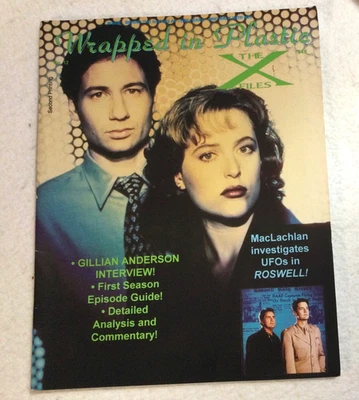 Wrapped in Plastic
THE
X
FILES
Second Printing
• GILLIAN ANDERSON
INTERVIEW!
• First Season
Episode Guide!
• Detailed
Analysis and
Commentary!
MacLachlan
investigates
UFOs in
ROSWELL!